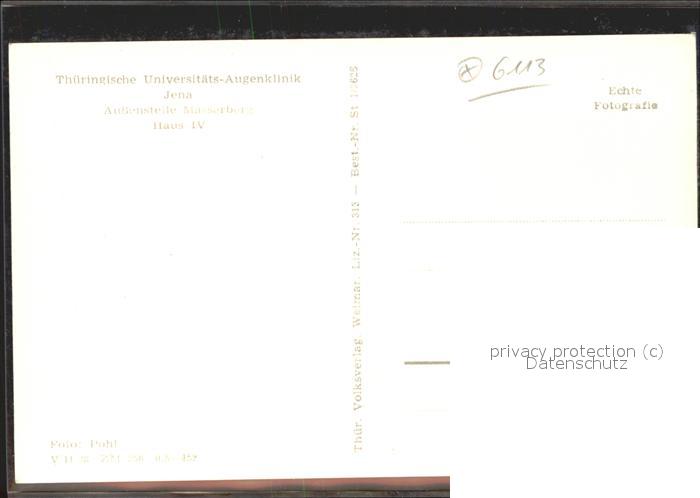 Thüringische Universitäts-Augenklinik
Jena
Außenstelle Masserberg
Haus IV
Thür. Volksverlag, Weimar, Liz.-Nr. 313 — Best.-Nr. St
6113
Echte
Fotografie
privacy protection (c)
Datenschutz
Foto: Pohl